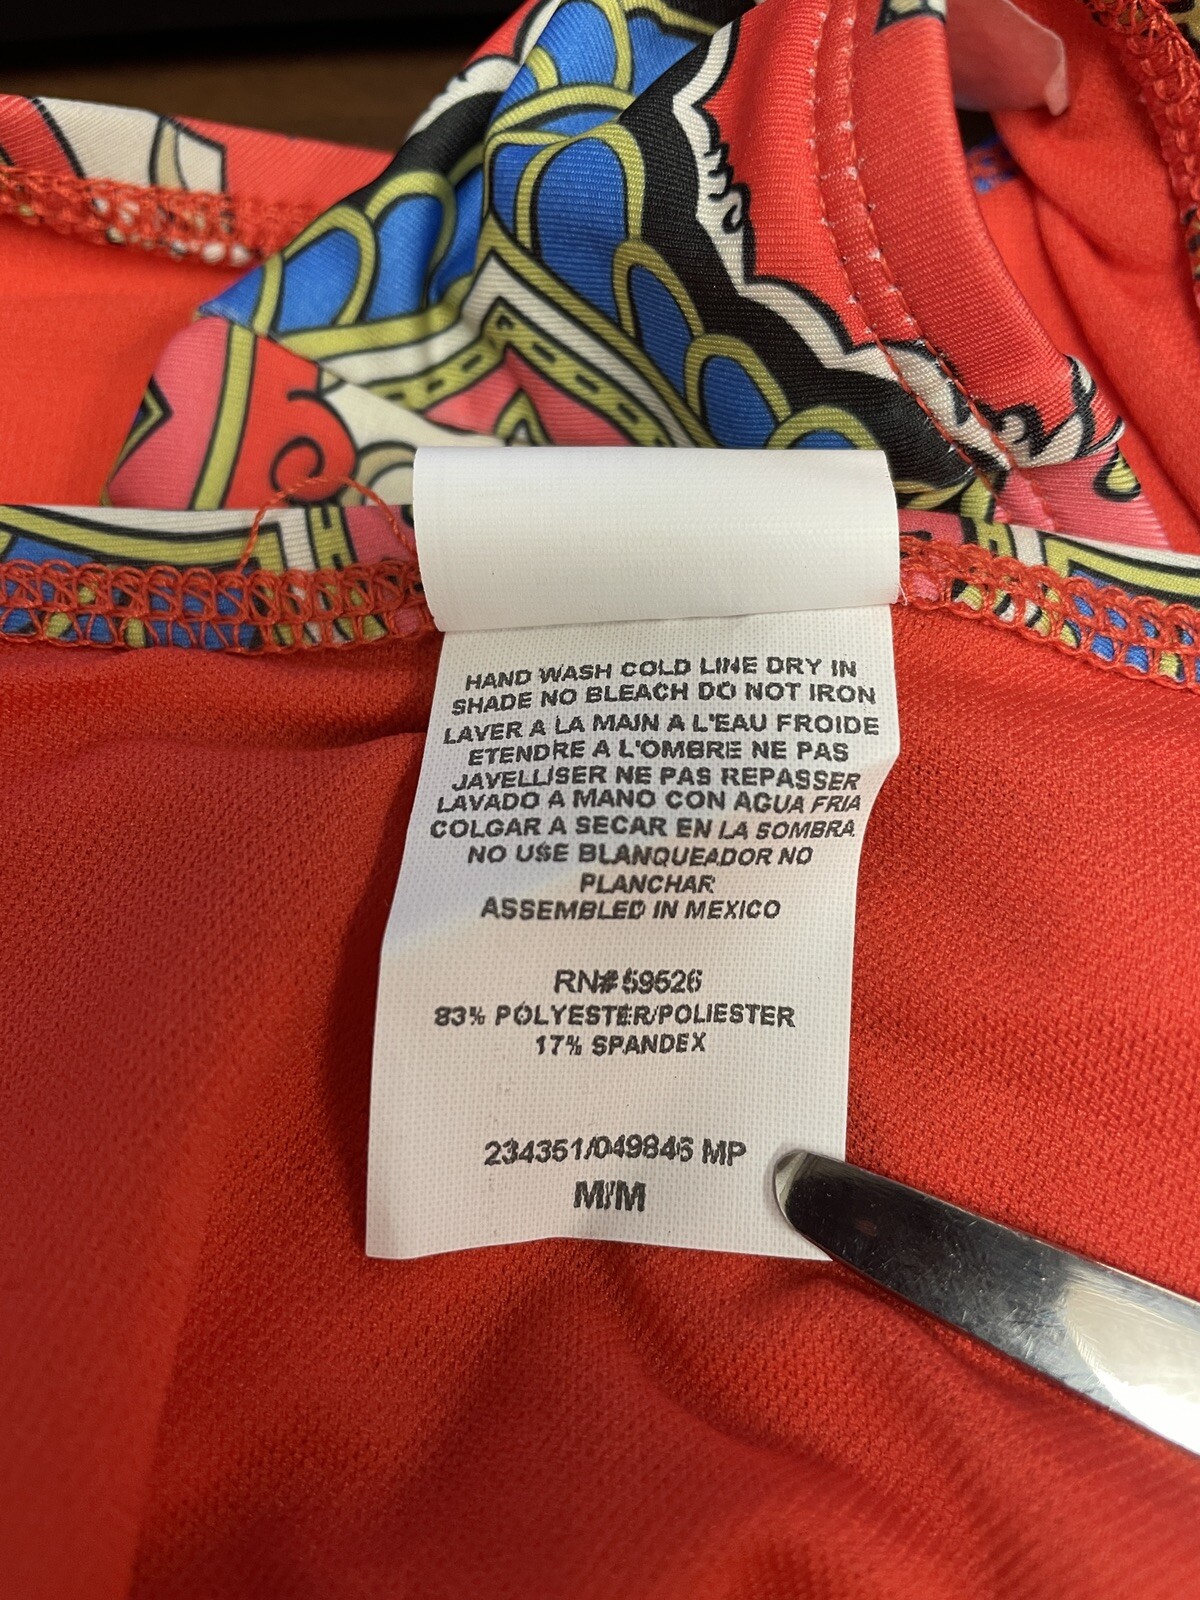 HAND WASH COLD LINE DRY IN
SHADE NO BLEACH DO NOT IRON
LAVER A LA MAIN A L'EAU FROIDE
ETENDRE A L'OMBRE NE PAS
JAVELLISER NE PAS REPASSER
LAVADO A MANO CON AGUA FRIA
COLGAR A SECAR EN LA SOMBRA
NO USE BLANQUEADOR NO
PLANCHAR
ASSEMBLED IN MEXICO
RN# 59526
83% POLYESTER/POLIESTER
17% SPANDEX
234351/049846 MP
M/M